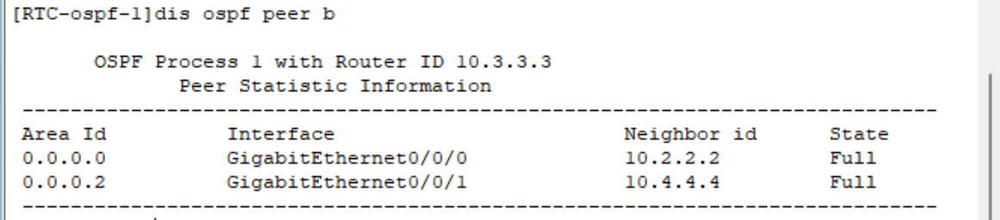 [RTC-ospf-1]dis ospf peer b
OSPF Process 1 with Router ID 10.3.3.3
Peer Statistic Information
----------------------------------------------------------------------------
Area Id Interface Neighbor id State
0.0.0.0 GigabitEthernet0/0/0 10.2.2.2 Full
0.0.0.2 GigabitEthernet0/0/1 10.4.4.4 Full
----------------------------------------------------------------------------